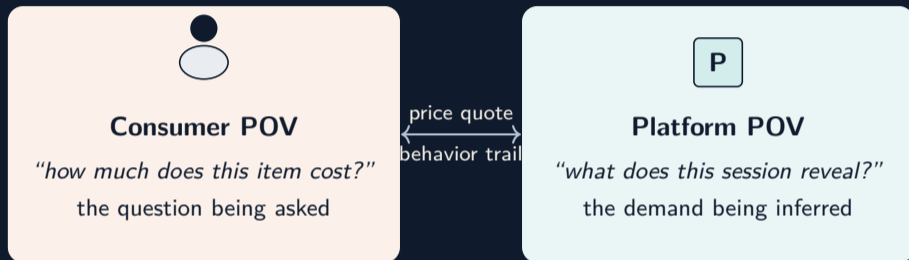 Consumer POV
“how much does this item cost?”
the question being asked
price quote
behavior trail
P
Platform POV
“what does this session reveal?”
the demand being inferred